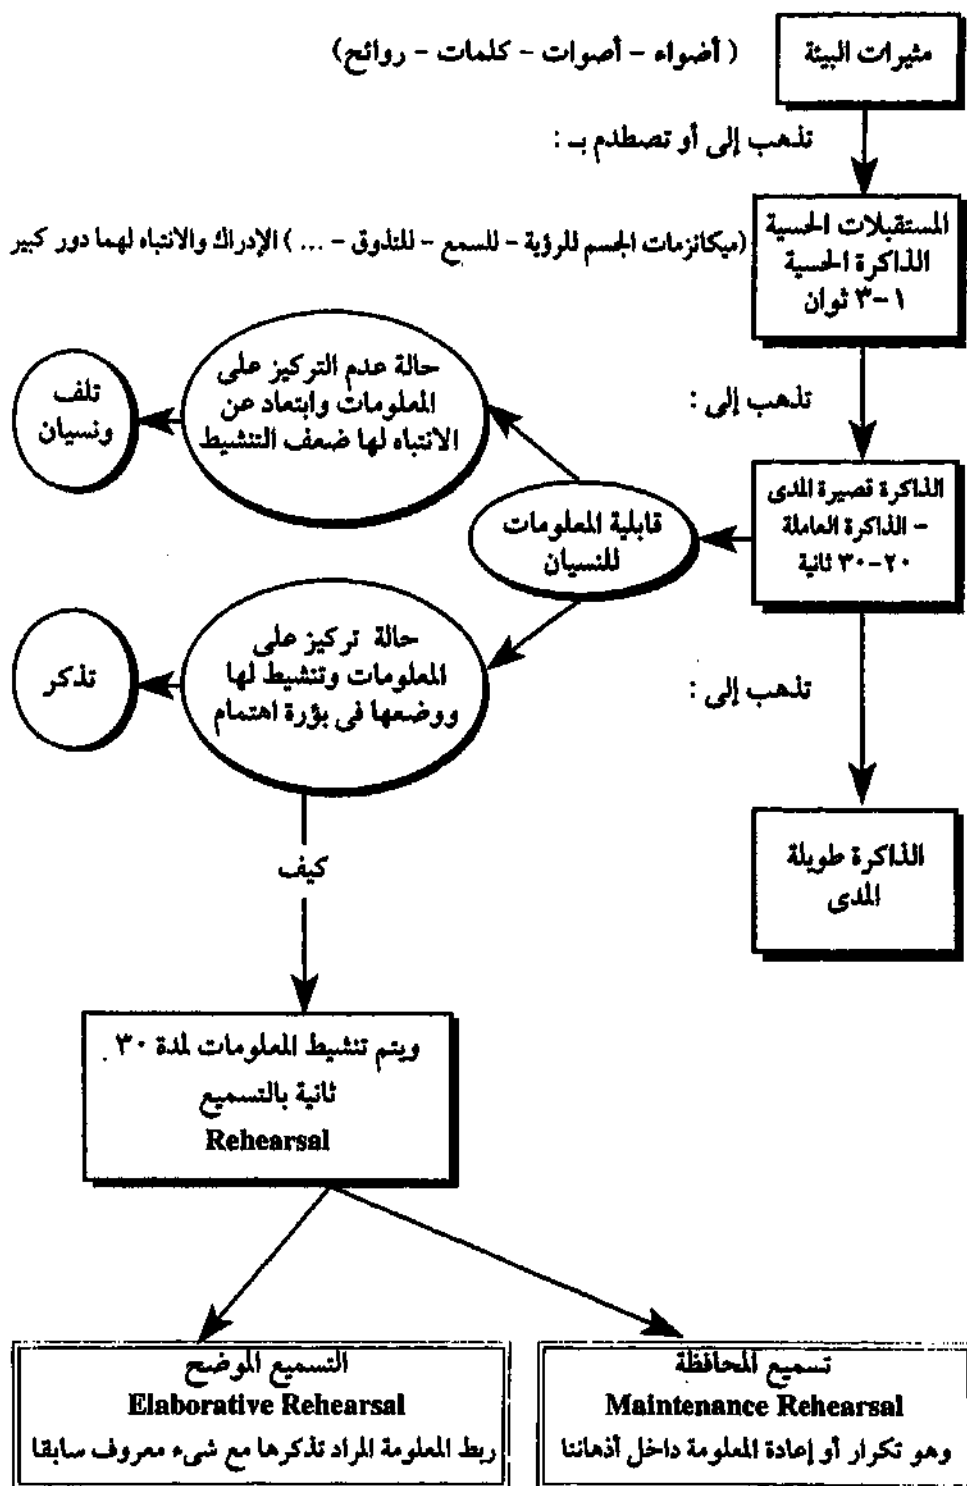 مثيرات البيئة
( أضواء - أصوات - كلمات - روائح)
تذهب إلى أو تصطدم بـ :
المستقبلات الحسية
الذاكرة الحسية
١-٣ ثوان
(ميكانزمات الجسم للرؤية - للسمع - للتذوق - ... ) الإدراك والانتباه لهما دور كبير
تذهب إلى :
الذاكرة قصيرة المدى
- الذاكرة العاملة
٢٠-٣٠ ثانية
قابلية المعلومات
للنسيان
حالة عدم التركيز على
المعلومات وابتعاد عن
الانتباه لها ضعف التنشيط
تلف
ونسيان
حالة تركيز على
المعلومات وتنشيط لها
ووضعها فى بؤرة اهتمام
تذكر
تذهب إلى :
الذاكرة طويلة
المدى
كيف
ويتم تنشيط المعلومات لمدة ٣٠
ثانية بالتسميع
Rehearsal
تسميع المحافظة
Maintenance Rehearsal
وهو تكرار أو إعادة المعلومة داخل أذهاننا
التسميع الموضح
Elaborative Rehearsal
ربط المعلومة المراد تذكرها مع شىء معروف سابقا